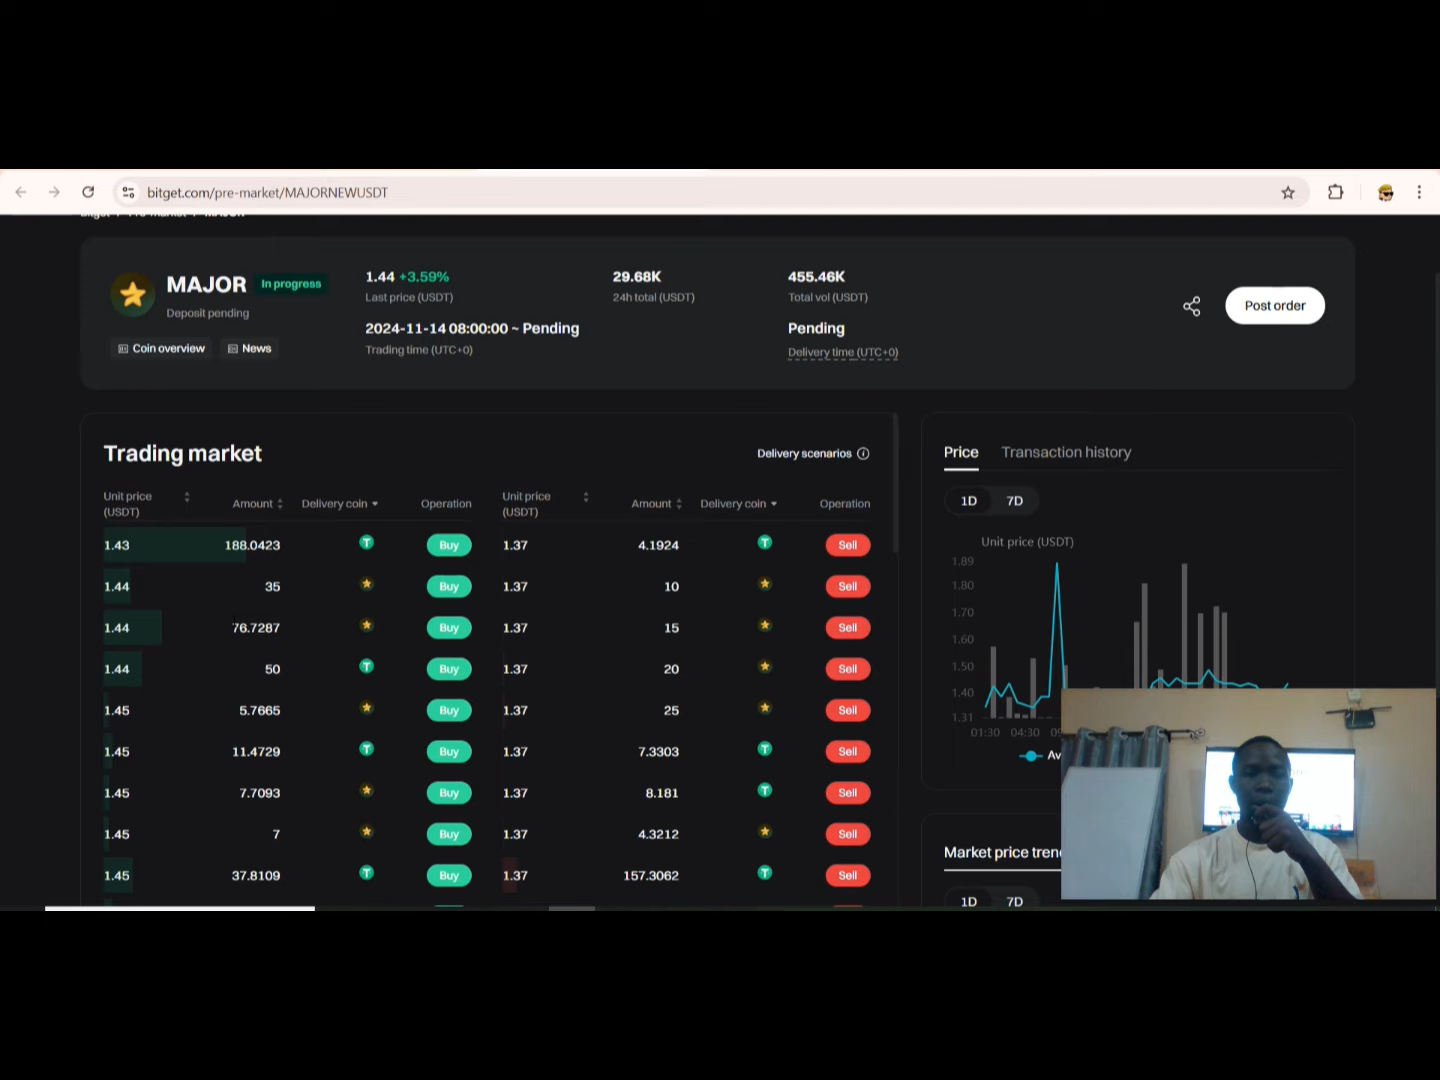 bitget.com/pre-market/MAJORNEWUSDT
MAJOR In progress
Deposit pending
Coin overview News
1.44 +3.59%
Last price (USDT)
2024-11-14 08:00:00 ~ Pending
Trading time (UTC+0)
29.68K
24h total (USDT)
455.46K
Total vol (USDT)
Pending
Delivery time (UTC+0)
Post order
Trading market
Delivery scenarios
Unit price (USDT) Amount Delivery coin Operation Unit price (USDT) Amount Delivery coin Operation
1.43 188.0423 Buy 1.37 4.1924 Sell
1.44 35 Buy 1.37 10 Sell
1.44 76.7287 Buy 1.37 15 Sell
1.44 50 Buy 1.37 20 Sell
1.45 5.7665 Buy 1.37 25 Sell
1.45 11.4729 Buy 1.37 7.3303 Sell
1.45 7.7093 Buy 1.37 8.181 Sell
1.45 7 Buy 1.37 4.3212 Sell
1.45 37.8109 Buy 1.37 157.3062 Sell
Price Transaction history
1D 7D
Unit price (USDT)
1.89
1.80
1.70
1.60
1.50
1.40
1.31
01:30 04:30
Market price
1D 7D